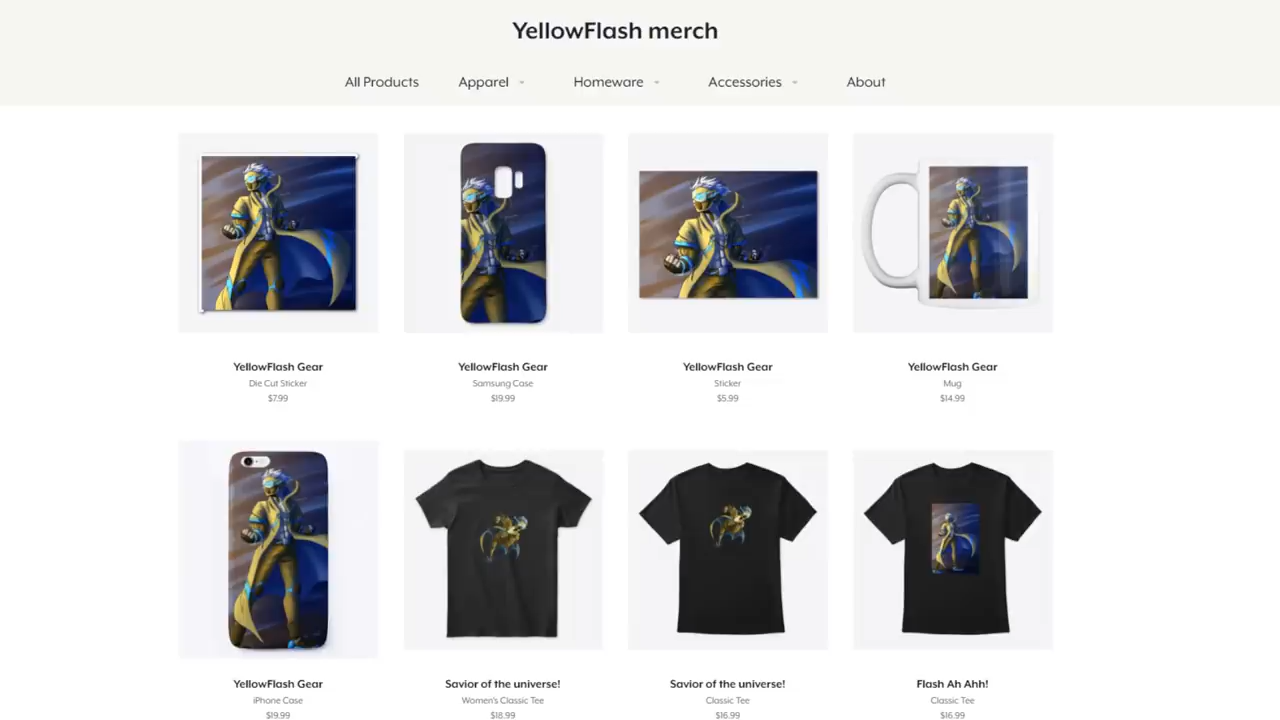 YellowFlash merch
All Products Apparel Homeware Accessories About
YellowFlash Gear YellowFlash Gear YellowFlash Gear YellowFlash Gear
Die Cut Sticker Samsung Case Sticker Mug
$7.99 $19.99 $5.99 $14.99
YellowFlash Gear Savior of the universe! Savior of the universe! Flash Ah Ahh!
iPhone Case Women's Classic Tee Classic Tee Classic Tee
$19.99 $18.99 $16.99 $16.99